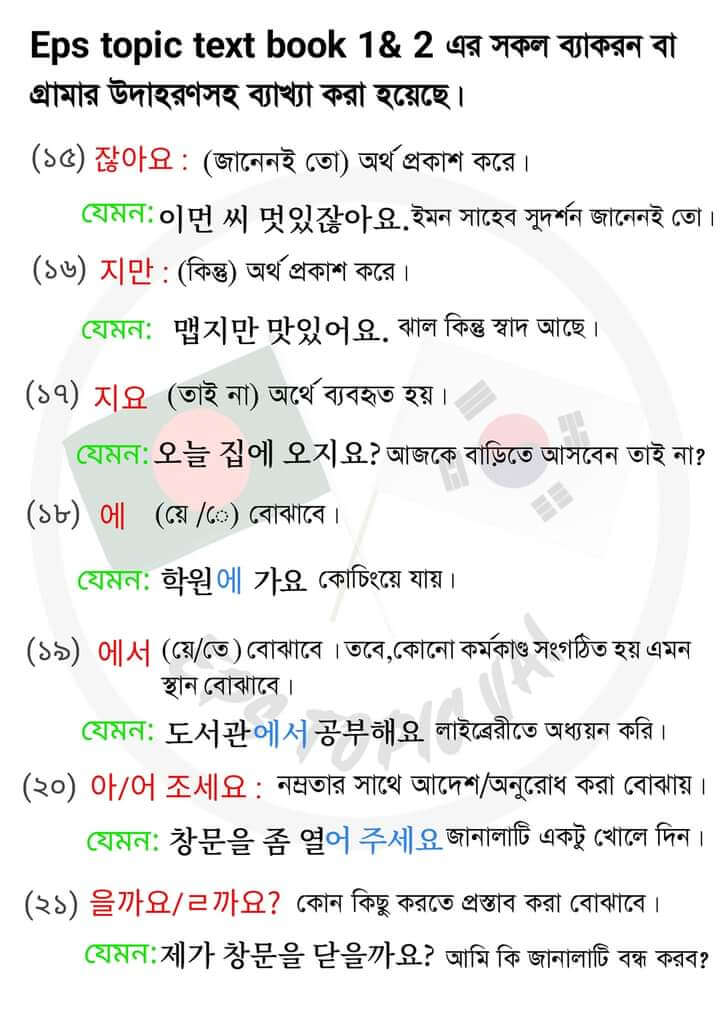 Eps topic text book 1& 2 এর সকল ব্যাকরন বা
গ্রামার উদাহরণসহ ব্যাখ্যা করা হয়েছে।
(১৫) 잖아요 : (জানেনই তো) অর্থ প্রকাশ করে।
যেমন: 이먼 씨 멋있잖아요. ইমন সাহেব সুদর্শন জানেনই তো।
(১৬) 지만 : (কিন্তু) অর্থ প্রকাশ করে।
যেমন: 맵지만 맛있어요. ঝাল কিন্তু স্বাদ আছে।
(১৭) 지요 (তাই না) অর্থে ব্যবহৃত হয়।
যেমন: 오늘 집에 오지요? আজকে বাড়িতে আসবেন তাই না?
(১৮) 에 (য়ে /ে) বোঝাবে।
যেমন: 학원에 가요 কোচিংয়ে যায়।
(১৯) 에서 (য়ে/তে) বোঝাবে । তবে,কোনো কর্মকাণ্ড সংগঠিত হয় এমন
স্থান বোঝাবে।
যেমন: 도서관에서 공부해요 লাইব্রেরীতে অধ্যয়ন করি।
(২০) 아/어 조세요 : নম্রতার সাথে আদেশ/অনুরোধ করা বোঝায়।
যেমন: 창문을 좀 열어 주세요 জানালাটি একটু খোলে দিন।
(২১) 을까요/ㄹ까요? কোন কিছু করতে প্রস্তাব করা বোঝাবে।
যেমন: 제가 창문을 닫을까요? আমি কি জানালাটি বন্ধ করব?